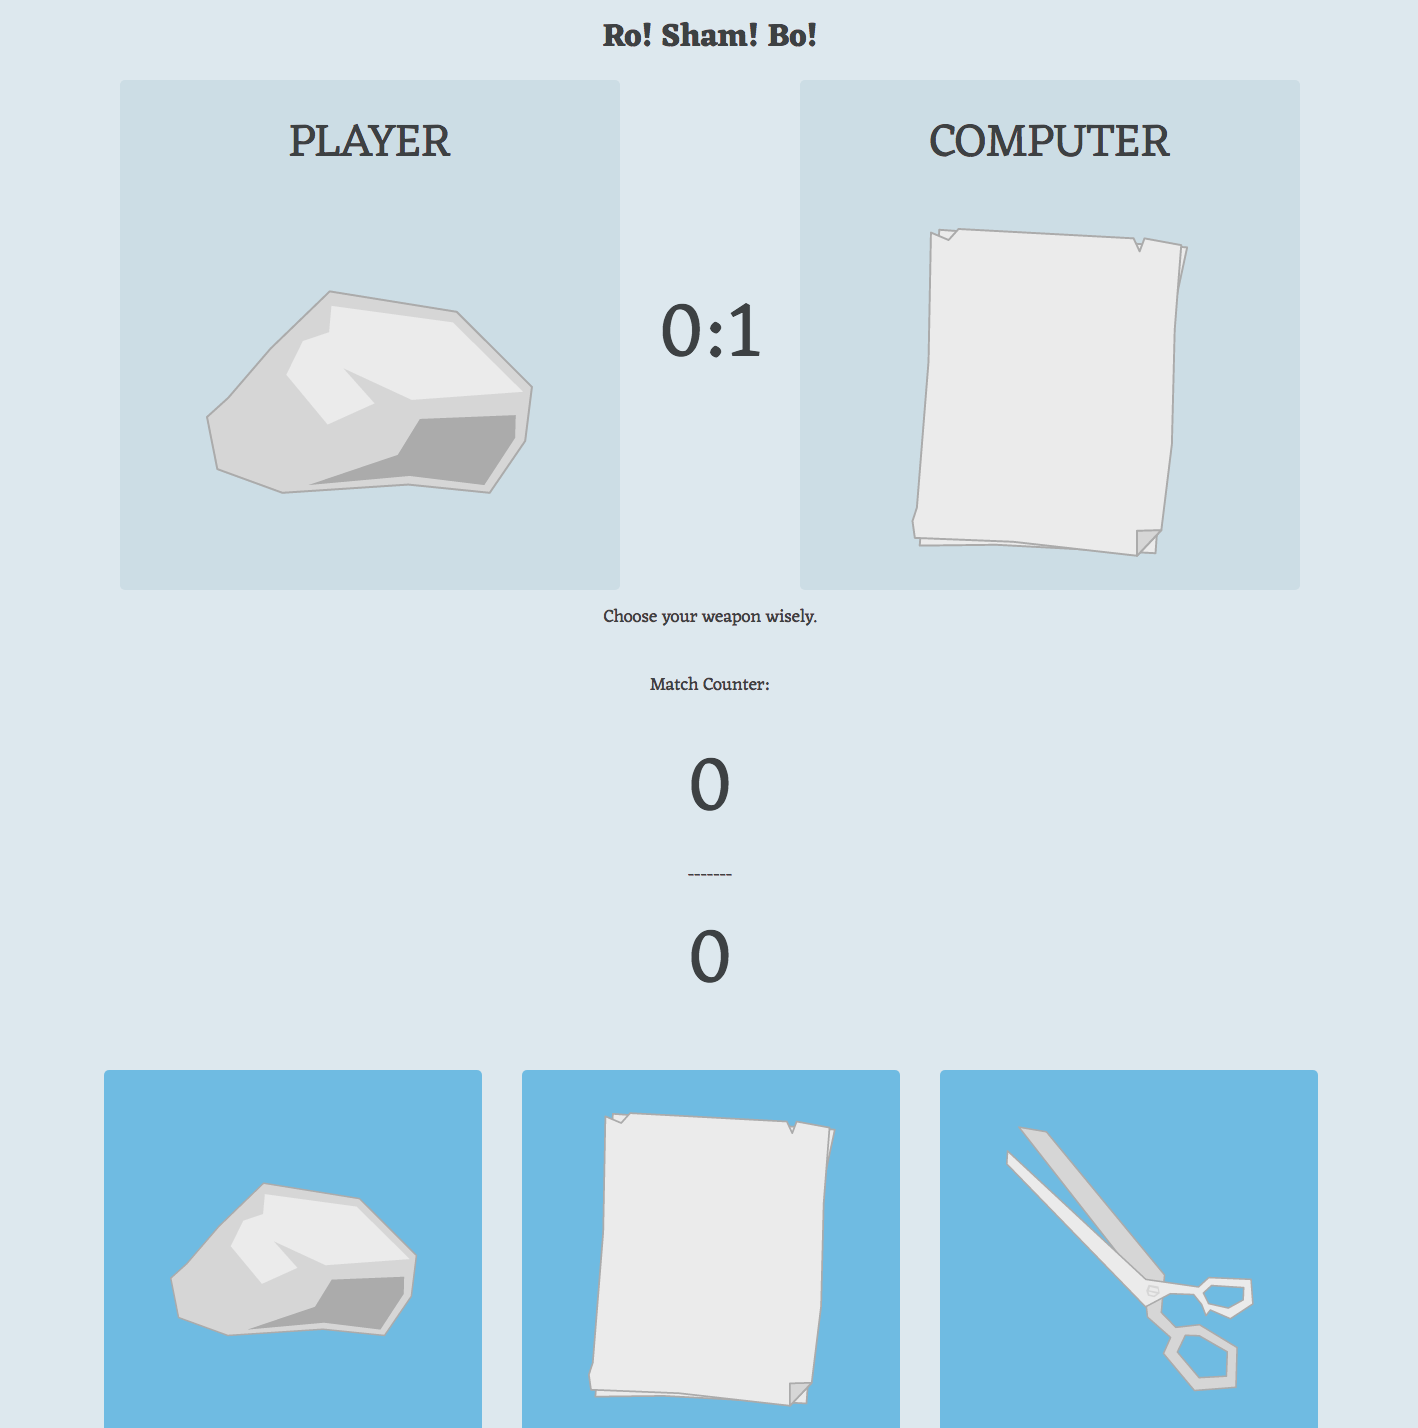 Ro! Sham! Bo!
PLAYER
COMPUTER
0:1
Choose your weapon wisely.
Match Counter:
0
-------
0